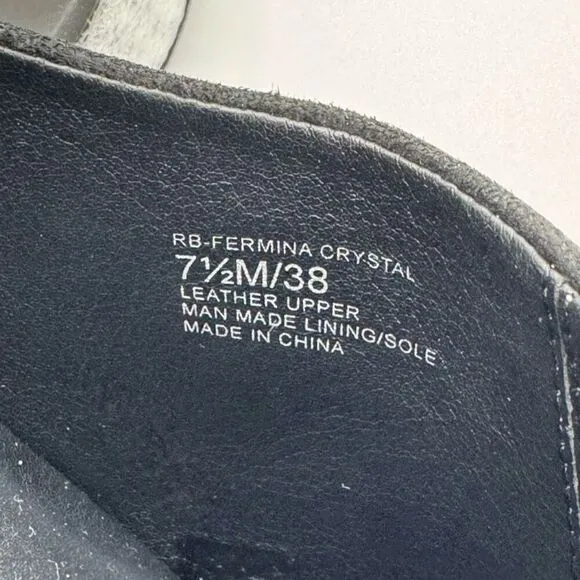 RB-FERMINA CRYSTAL
7½M/38
LEATHER UPPER
MAN MADE LINING/SOLE
MADE IN CHINA